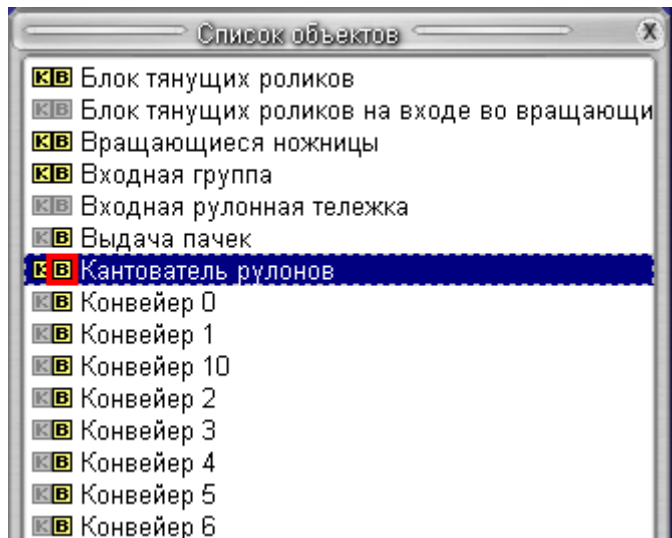 Список объектов X
КВ Блок тянущих роликов
КВ Блок тянущих роликов на входе во вращающи
КВ Вращающиеся ножницы
КВ Входная группа
КВ Входная рулонная тележка
КВ Выдача пачек
КВ Кантователь рулонов
КВ Конвейер 0
КВ Конвейер 1
КВ Конвейер 10
КВ Конвейер 2
КВ Конвейер 3
КВ Конвейер 4
КВ Конвейер 5
КВ Конвейер 6